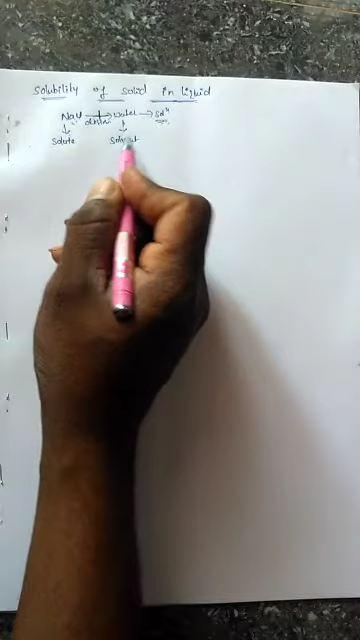 Solubility of solid in liquid
NaCl → water → Solⁿ
Solute Solvent